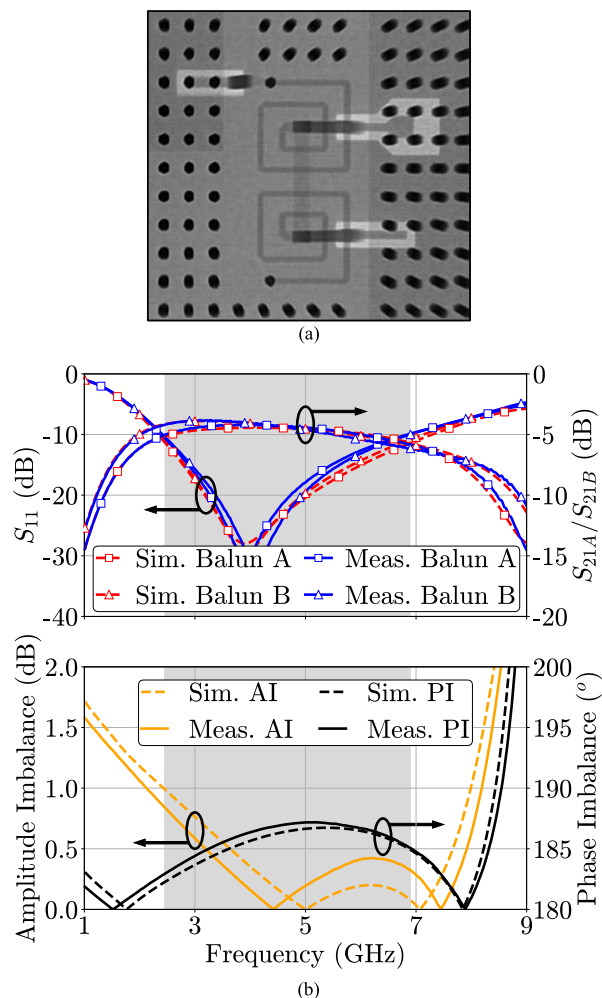 (a)
0
-10
-20
-30
-40
S11 (dB)
0
-5
-10
-15
-20
S21A/S21B (dB)
Sim. Balun A
Meas. Balun A
Sim. Balun B
Meas. Balun B
2.0
1.5
1.0
0.5
0.0
Amplitude Imbalance (dB)
200
195
190
185
180
Phase Imbalance (°)
Sim. AI
Sim. PI
Meas. AI
Meas. PI
1 3 5 7 9
Frequency (GHz)
(b)